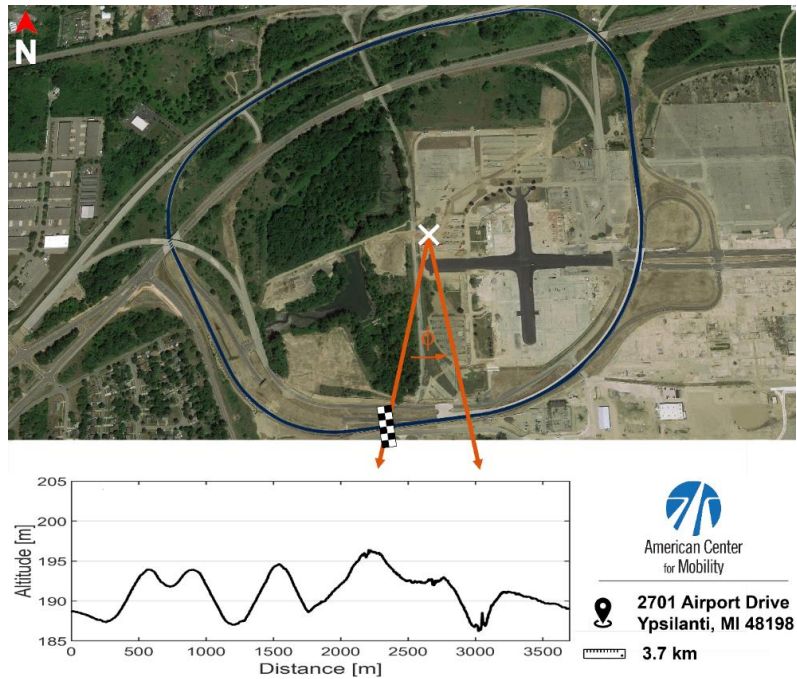 N
ϕ
205
200
195
190
185
Altitude [m]
0 500 1000 1500 2000 2500 3000 3500
Distance [m]
American Center
for Mobility
2701 Airport Drive
Ypsilanti, MI 48198
3.7 km